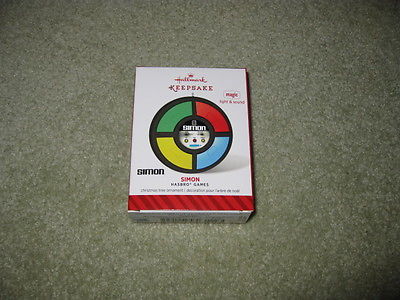 Hallmark
KEEPSAKE
magic
light & sound
SIMON
SIMON
SIMON
HASBRO® GAMES
christmas tree ornament / décoration pour l'arbre de noël